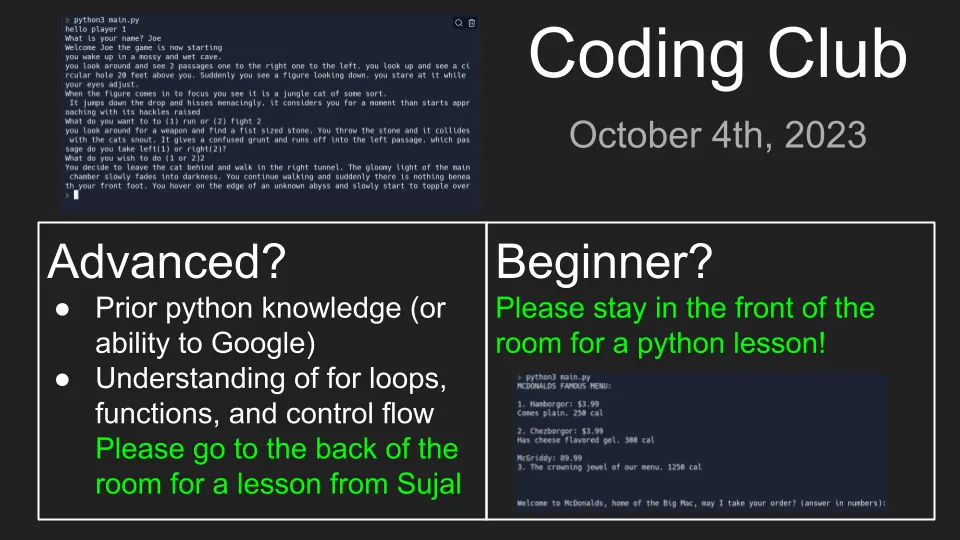 > python3 main.py
hello player 1
What is your name? Joe
Welcome Joe the game is now starting
you wake up in a mossy and wet cave.
you look around and see 2 passages one to the right one to the left. you look up and see a ci
rcular hole 20 feet above you. Suddenly you see a figure looking down. you stare at it while
your eyes adjust.
When the figure comes in to focus you see it is a jungle cat of some sort.
It jumps down the drop and hisses menacingly. it considers you for a moment than starts appr
oaching with its hackles raised
What do you want to to (1) run or (2) fight 2
you look around for a weapon and find a fist sized stone. You throw the stone and it collides
with the cats snout. It gives a confused grunt and runs off into the left passage. which pas
sage do you take left(1) or right(2)?
What do you wish to do (1 or 2)2
You decide to leave the cat behind and walk in the right tunnel. The gloomy light of the main
chamber slowly fades into darkness. You continue walking and suddenly there is nothing benea
th your front foot. You hover on the edge of an unknown abyss and slowly start to topple over
>
Coding Club
October 4th, 2023
Advanced?
● Prior python knowledge (or
ability to Google)
● Understanding of for loops,
functions, and control flow
Please go to the back of the
room for a lesson from Sujal
Beginner?
Please stay in the front of the
room for a python lesson!
> python3 main.py
MCDONALDS FAMOUS MENU:
1. Hamborgor: $3.99
Comes plain. 250 cal
2. Chezborgor: $3.99
Has cheese flavored gel. 300 cal
McGriddy: 89.99
3. The crowning jewel of our menu. 1250 cal
Welcome to McDonalds, home of the Big Mac, may I take your order? (answer in numbers):